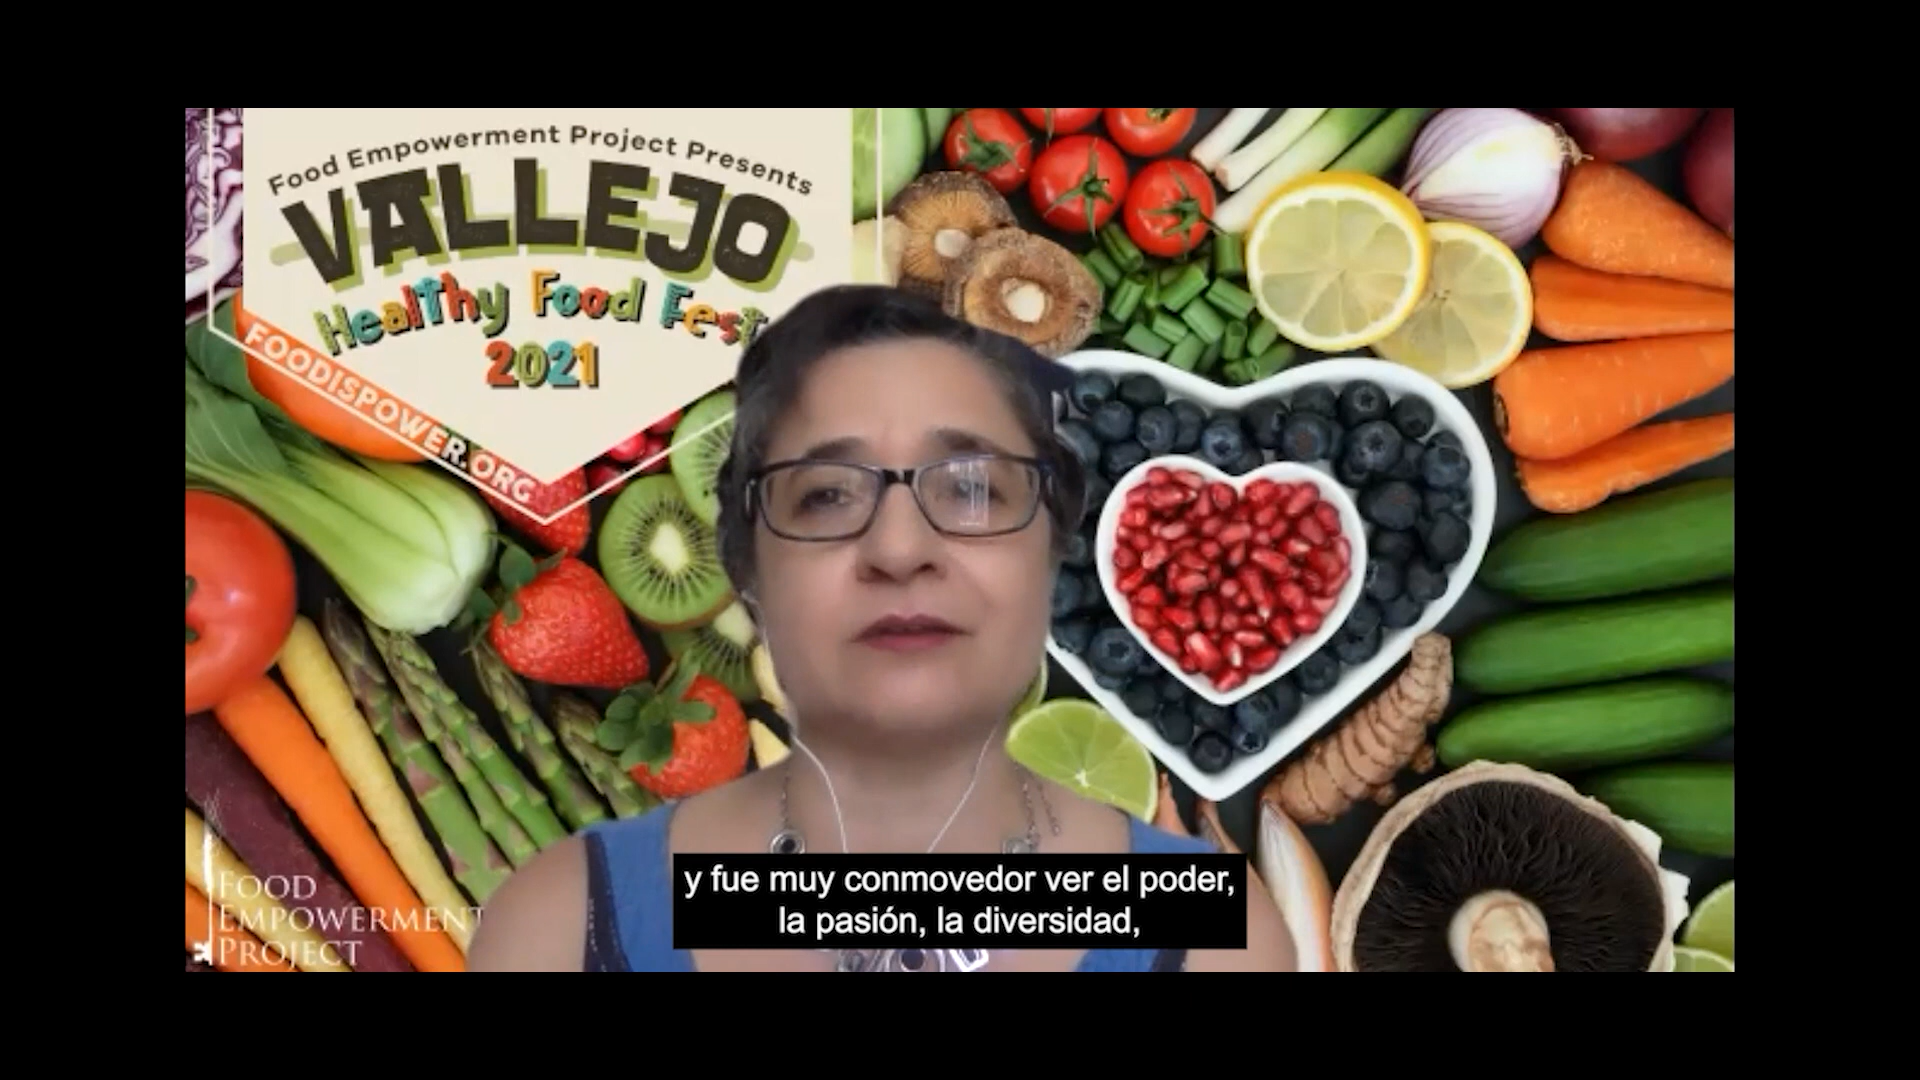 Food Empowerment Project Presents
VALLEJO
Healthy Food Fest
2021
FOODISPOWER.ORG
FOOD
EMPOWERMENT
PROJECT
y fue muy conmovedor ver el poder,
la pasión, la diversidad,